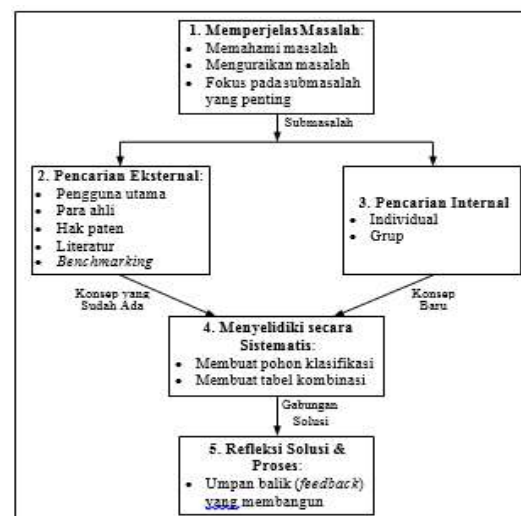 1. Memperjelas Masalah:
• Memahami masalah
• Menguraikan masalah
• Fokus pada submasalah
yang penting
Submasalah
2. Pencarian Eksternal:
• Pengguna utama
• Para ahli
• Hak paten
• Literatur
• Benchmarking
3. Pencarian Internal
• Individual
• Grup
Konsep yang
Sudah Ada
Konsep
Baru
4. Menyelidiki secara
Sistematis:
• Membuat pohon klasifikasi
• Membuat tabel kombinasi
Gabungan
Solusi
5. Refleksi Solusi &
Proses:
• Umpan balik (feedback)
yang membangun